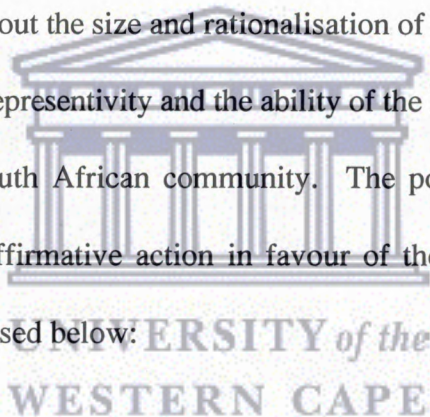 out the size and rationalisation of
epresentivity and the ability of the
uth African community. The po
ffirmative action in favour of the
sed below:
UNIVERSITY of the
WESTERN CAPE